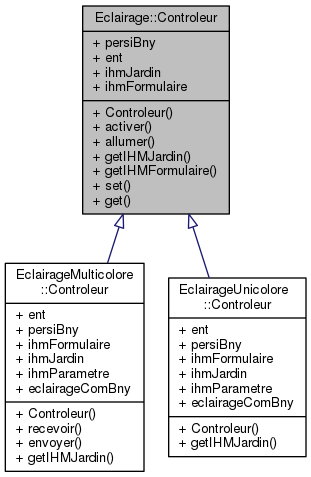 Eclairage::Controleur
+ persiBny
+ ent
+ ihmJardin
+ ihmFormulaire
+ Controleur()
+ activer()
+ allumer()
+ getIHMJardin()
+ getIHMFormulaire()
+ set()
+ get()
EclairageMulticolore
::Controleur
+ ent
+ persiBny
+ ihmFormulaire
+ ihmJardin
+ ihmParametre
+ eclairageComBny
+ Controleur()
+ recevoir()
+ envoyer()
+ getIHMJardin()
EclairageUnicolore
::Controleur
+ ent
+ persiBny
+ ihmFormulaire
+ ihmJardin
+ ihmParametre
+ eclairageComBny
+ Controleur()
+ getIHMJardin()